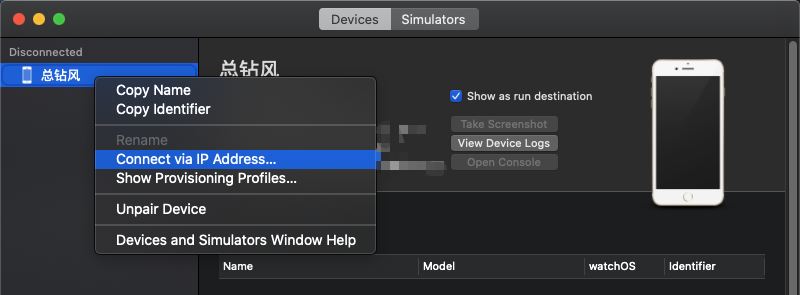 Devices Simulators
Disconnected
总钻风
总钻风
Copy Name
Copy Identifier
Rename
Connect via IP Address...
Show Provisioning Profiles...
Unpair Device
Devices and Simulators Window Help
Show as run destination
Take Screenshot
View Device Logs
Open Console
Name Model watchOS Identifier